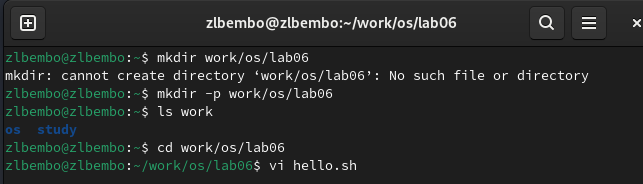 zlbembo@zlbembo:~/work/os/lab06
zlbembo@zlbembo:~$ mkdir work/os/lab06
mkdir: cannot create directory ‘work/os/lab06’: No such file or directory
zlbembo@zlbembo:~$ mkdir -p work/os/lab06
zlbembo@zlbembo:~$ ls work
os  study
zlbembo@zlbembo:~$ cd work/os/lab06
zlbembo@zlbembo:~/work/os/lab06$ vi hello.sh